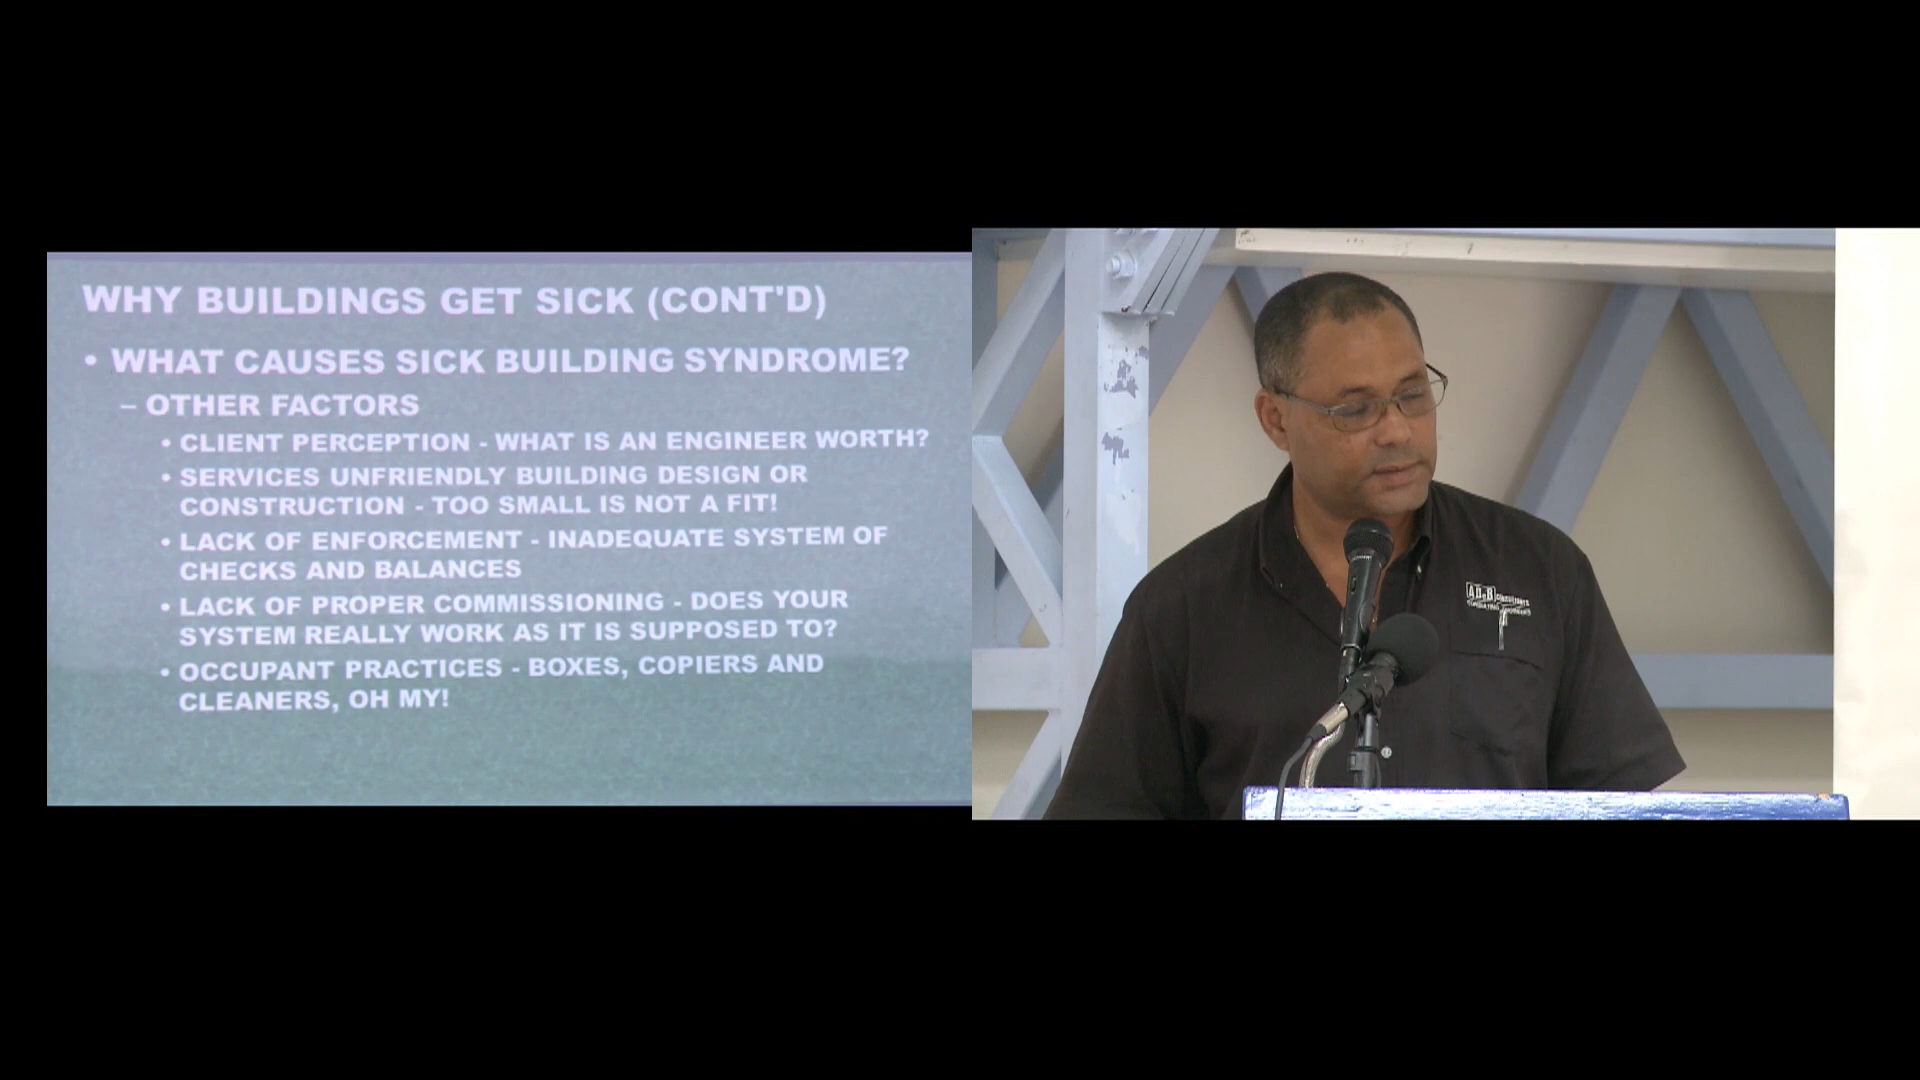 WHY BUILDINGS GET SICK (CONT'D)
• WHAT CAUSES SICK BUILDING SYNDROME?
– OTHER FACTORS
• CLIENT PERCEPTION - WHAT IS AN ENGINEER WORTH?
• SERVICES UNFRIENDLY BUILDING DESIGN OR
CONSTRUCTION - TOO SMALL IS NOT A FIT!
• LACK OF ENFORCEMENT - INADEQUATE SYSTEM OF
CHECKS AND BALANCES
• LACK OF PROPER COMMISSIONING - DOES YOUR
SYSTEM REALLY WORK AS IT IS SUPPOSED TO?
• OCCUPANT PRACTICES - BOXES, COPIERS AND
CLEANERS, OH MY!
CONSULTANTS